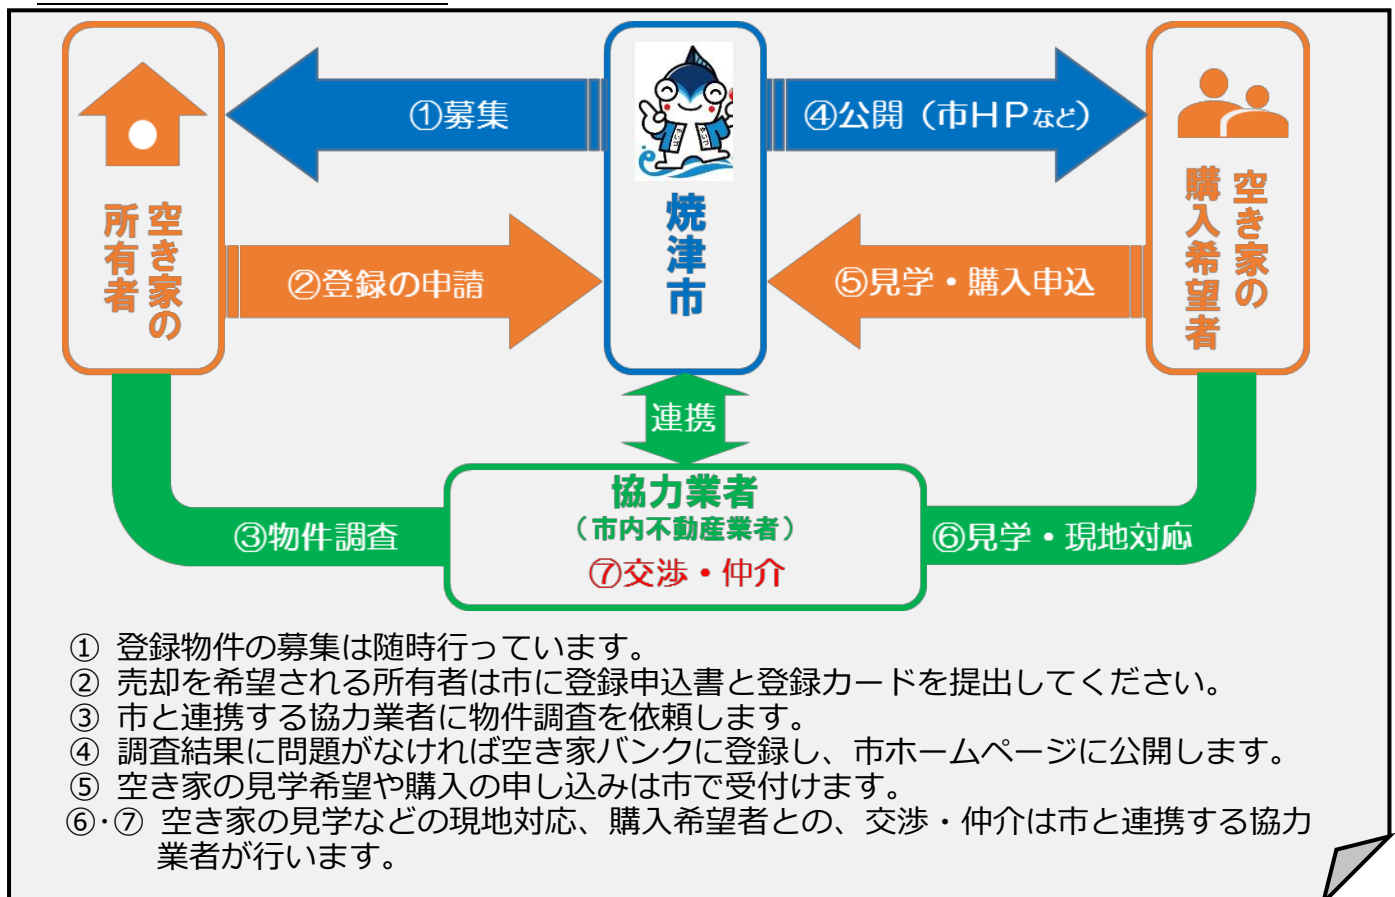 ①募集
④公開（市ＨＰなど）
空き家の
所有者
焼津市
空き家の
購入希望者
②登録の申請
⑤見学・購入申込
連携
協力業者
（市内不動産業者）
⑦交渉・仲介
③物件調査
⑥見学・現地対応
① 登録物件の募集は随時行っています。
② 売却を希望される所有者は市に登録申込書と登録カードを提出してください。
③ 市と連携する協力業者に物件調査を依頼します。
④ 調査結果に問題がなければ空き家バンクに登録し、市ホームページに公開します。
⑤ 空き家の見学希望や購入の申し込みは市で受付けます。
⑥･⑦ 空き家の見学などの現地対応、購入希望者との、交渉・仲介は市と連携する協力
業者が行います。